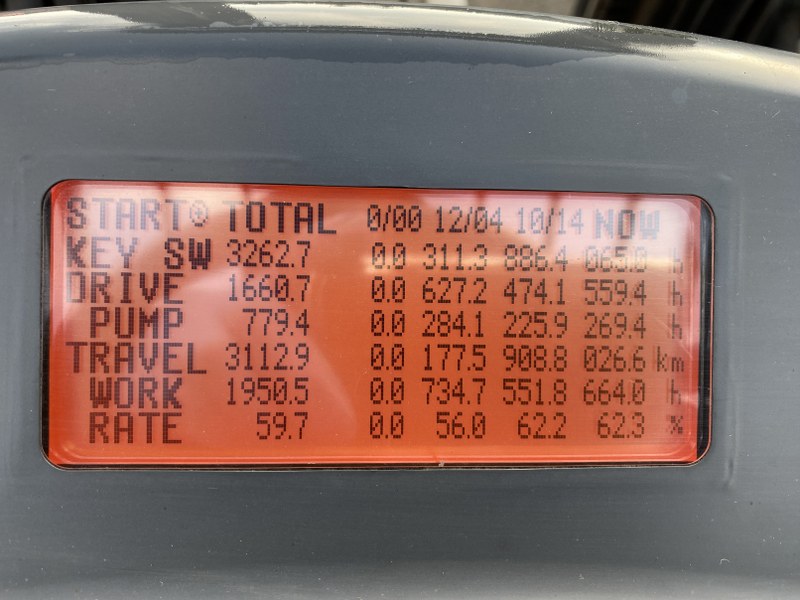 START® TOTAL 0/00 12/04 10/14 NOW
KEY SW 3262.7 0.0 311.3 886.4 065.0 h
DRIVE 1660.7 0.0 627.2 474.1 559.4 h
PUMP 779.4 0.0 284.1 225.9 269.4 h
TRAVEL 3112.9 0.0 177.5 908.8 026.6 km
WORK 1950.5 0.0 734.7 551.8 664.0 h
RATE 59.7 0.0 56.0 62.2 62.3 %